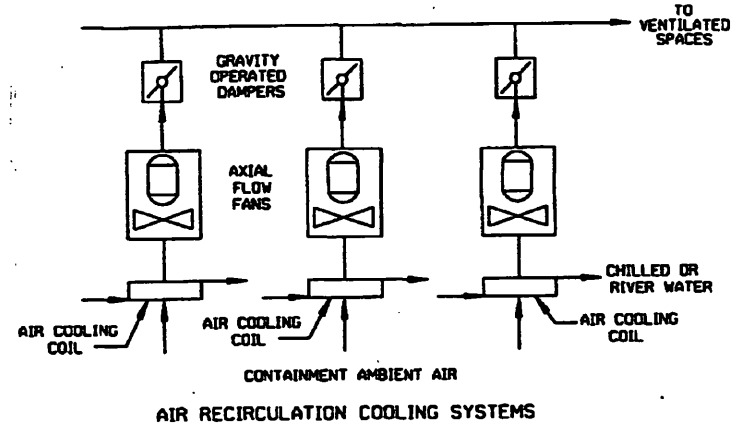 TO
VENTILATED
SPACES
GRAVITY
OPERATED
DAMPERS
AXIAL
FLOW
FANS
CHILLED OR
RIVER WATER
AIR COOLING
COIL
AIR COOLING
COIL
AIR COOLING
COIL
CONTAINMENT AMBIENT AIR
AIR RECIRCULATION COOLING SYSTEMS